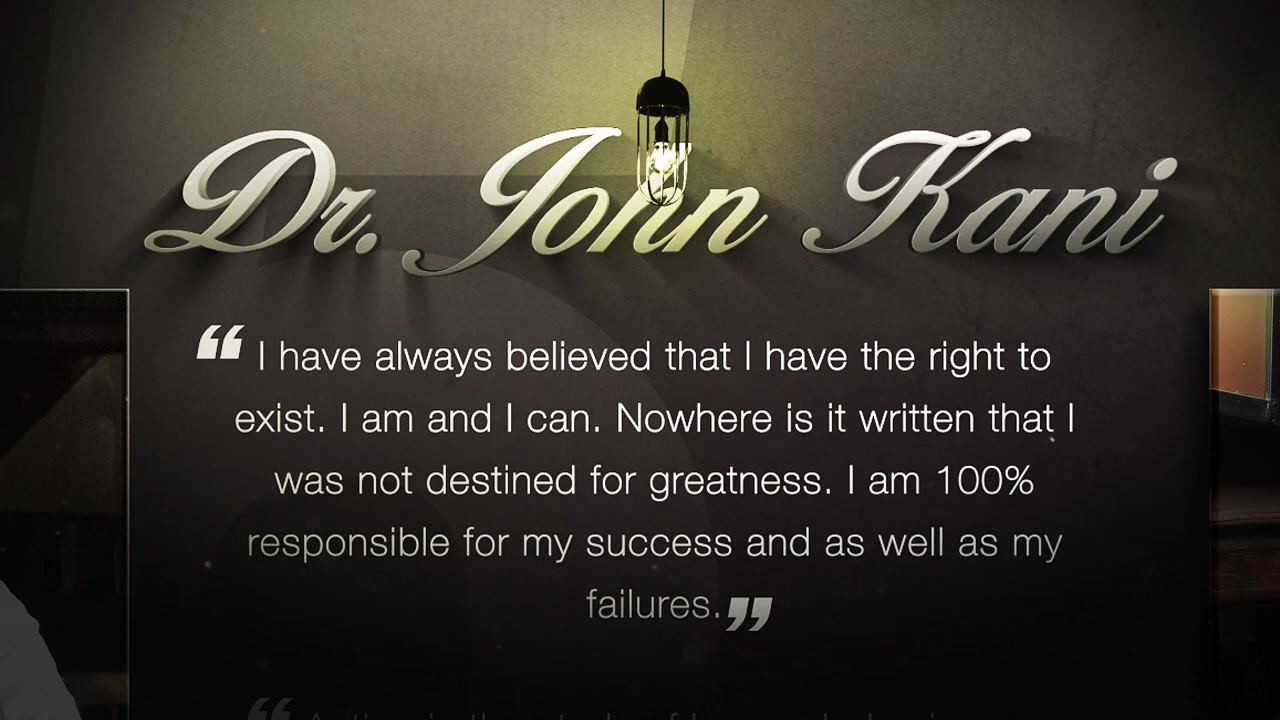 Dr. John Kani
“ I have always believed that I have the right to
exist. I am and I can. Nowhere is it written that I
was not destined for greatness. I am 100%
responsible for my success and as well as my
failures. ”
“